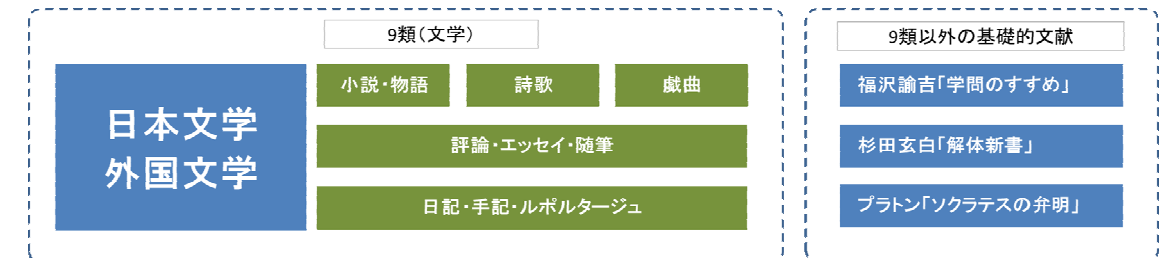 9類（文学）
日本文学
外国文学
小説・物語
詩歌
戯曲
評論・エッセイ・随筆
日記・手記・ルポルタージュ
9類以外の基礎的文献
福沢諭吉「学問のすすめ」
杉田玄白「解体新書」
プラトン「ソクラテスの弁明」